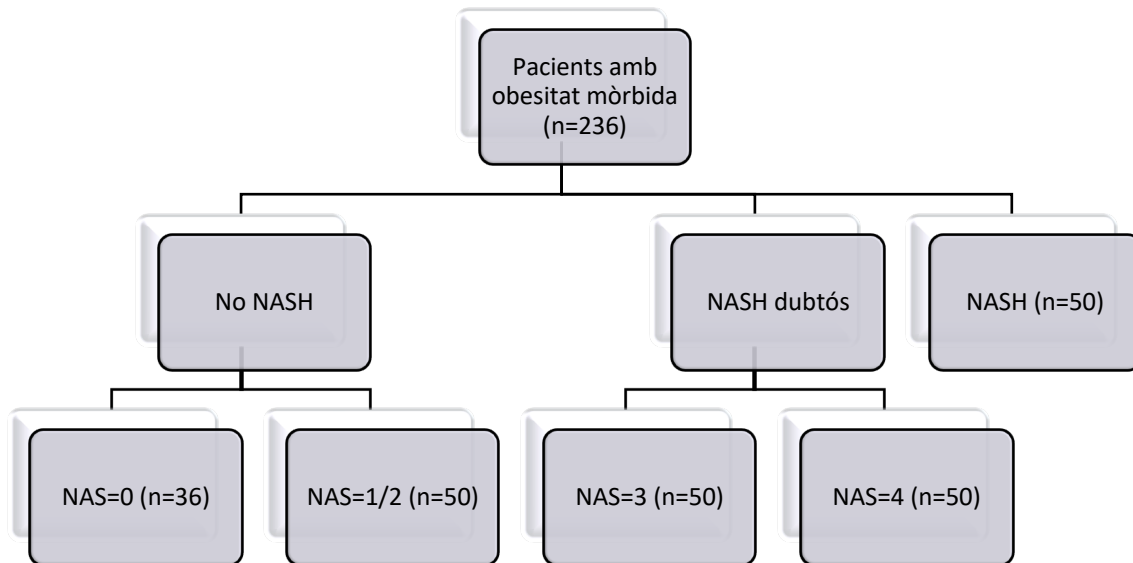 Pacients amb
obesitat mòrbida
(n=236)
No NASH
NASH dubtós
NASH (n=50)
NAS=0 (n=36)
NAS=1/2 (n=50)
NAS=3 (n=50)
NAS=4 (n=50)